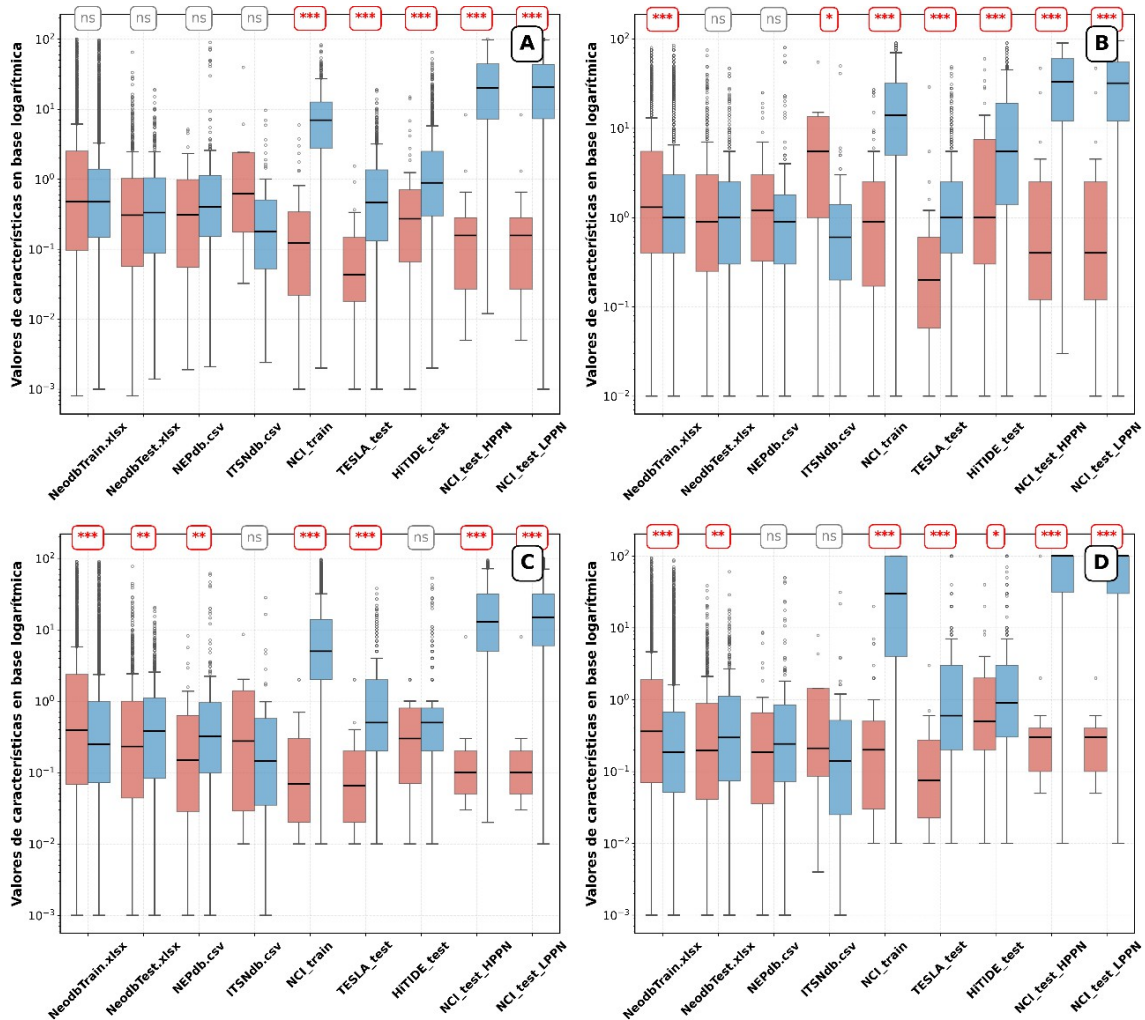 ns ns ns ns *** *** *** *** ***
A
Valores de características en base logarítmica
10²
10¹
10⁰
10⁻¹
10⁻²
10⁻³
NeodbTrain.xlsx
NeodbTest.xlsx
NEPdb.csv
ITSNdb.csv
NCI_train
TESLA_test
HiTIDE_test
NCI_test_HPPN
NCI_test_LPPN
*** ns ns * *** *** *** *** ***
B
Valores de características en base logarítmica
10²
10¹
10⁰
10⁻¹
10⁻²
NeodbTrain.xlsx
NeodbTest.xlsx
NEPdb.csv
ITSNdb.csv
NCI_train
TESLA_test
HiTIDE_test
NCI_test_HPPN
NCI_test_LPPN
*** ** ** ns *** *** ns *** ***
C
Valores de características en base logarítmica
10²
10¹
10⁰
10⁻¹
10⁻²
10⁻³
NeodbTrain.xlsx
NeodbTest.xlsx
NEPdb.csv
ITSNdb.csv
NCI_train
TESLA_test
HiTIDE_test
NCI_test_HPPN
NCI_test_LPPN
*** ** ns ns *** *** * *** ***
D
Valores de características en base logarítmica
10²
10¹
10⁰
10⁻¹
10⁻²
10⁻³
NeodbTrain.xlsx
NeodbTest.xlsx
NEPdb.csv
ITSNdb.csv
NCI_train
TESLA_test
HiTIDE_test
NCI_test_HPPN
NCI_test_LPPN